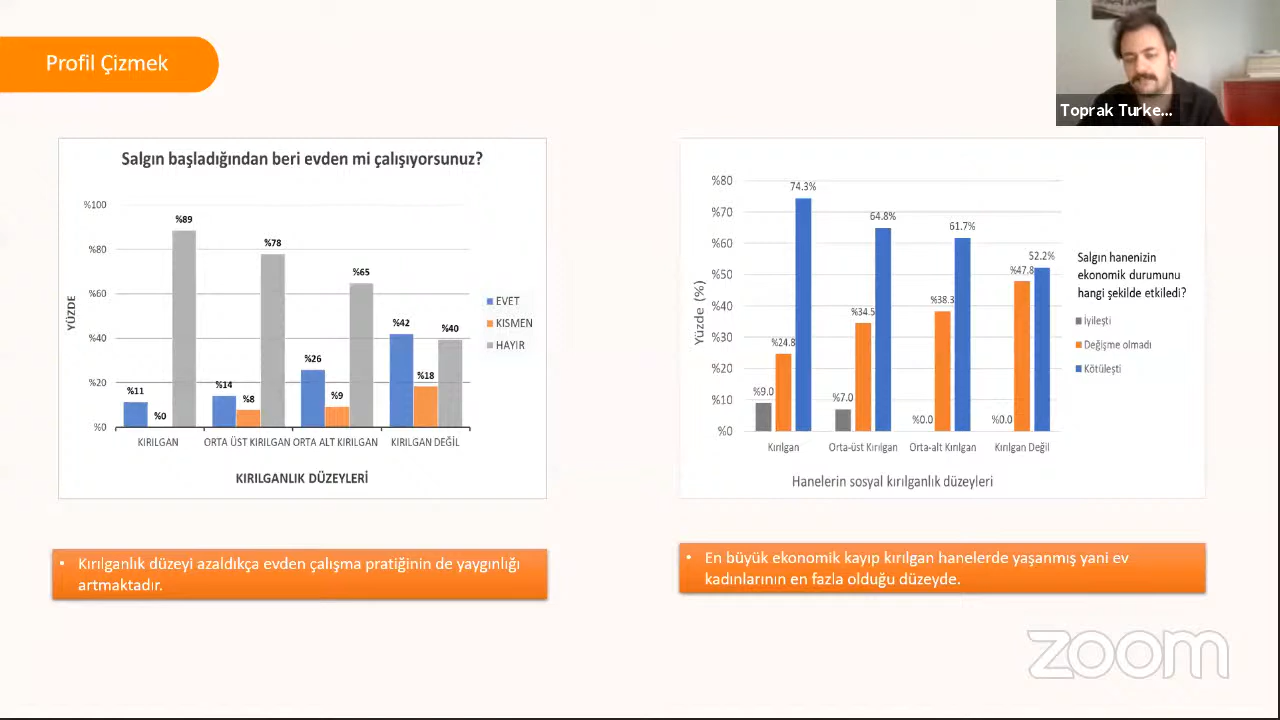 Profil Çizmek
Toprak Turke...
Salgın başladığından beri evden mi çalışıyorsunuz?
%100
%80
%60
%40
%20
%0
YÜZDE
%11
%0
%89
%14
%8
%78
%26
%9
%65
%42
%18
%40
KIRILGAN
ORTA ÜST KIRILGAN
ORTA ALT KIRILGAN
KIRILGAN DEĞİL
KIRILGANLIK DÜZEYLERİ
EVET
KISMEN
HAYIR
%80
%70
%60
%50
%40
%30
%20
%10
%0
Yüzde (%)
%9.0
%24.8
74.3%
%7.0
%34.5
64.8%
%0.0
%38.3
61.7%
%0.0
%47.8
52.2%
Kırılgan
Orta-üst Kırılgan
Orta-alt Kırılgan
Kırılgan Değil
Hanelerin sosyal kırılganlık düzeyleri
Salgın hanenizin
ekonomik durumunu
hangi şekilde etkiledi?
İyileşti
Değişme olmadı
Kötüleşti
• Kırılganlık düzeyi azaldıkça evden çalışma pratiğinin de yaygınlığı
artmaktadır.
• En büyük ekonomik kayıp kırılgan hanelerde yaşanmış yani ev
kadınlarının en fazla olduğu düzeyde.
zoom